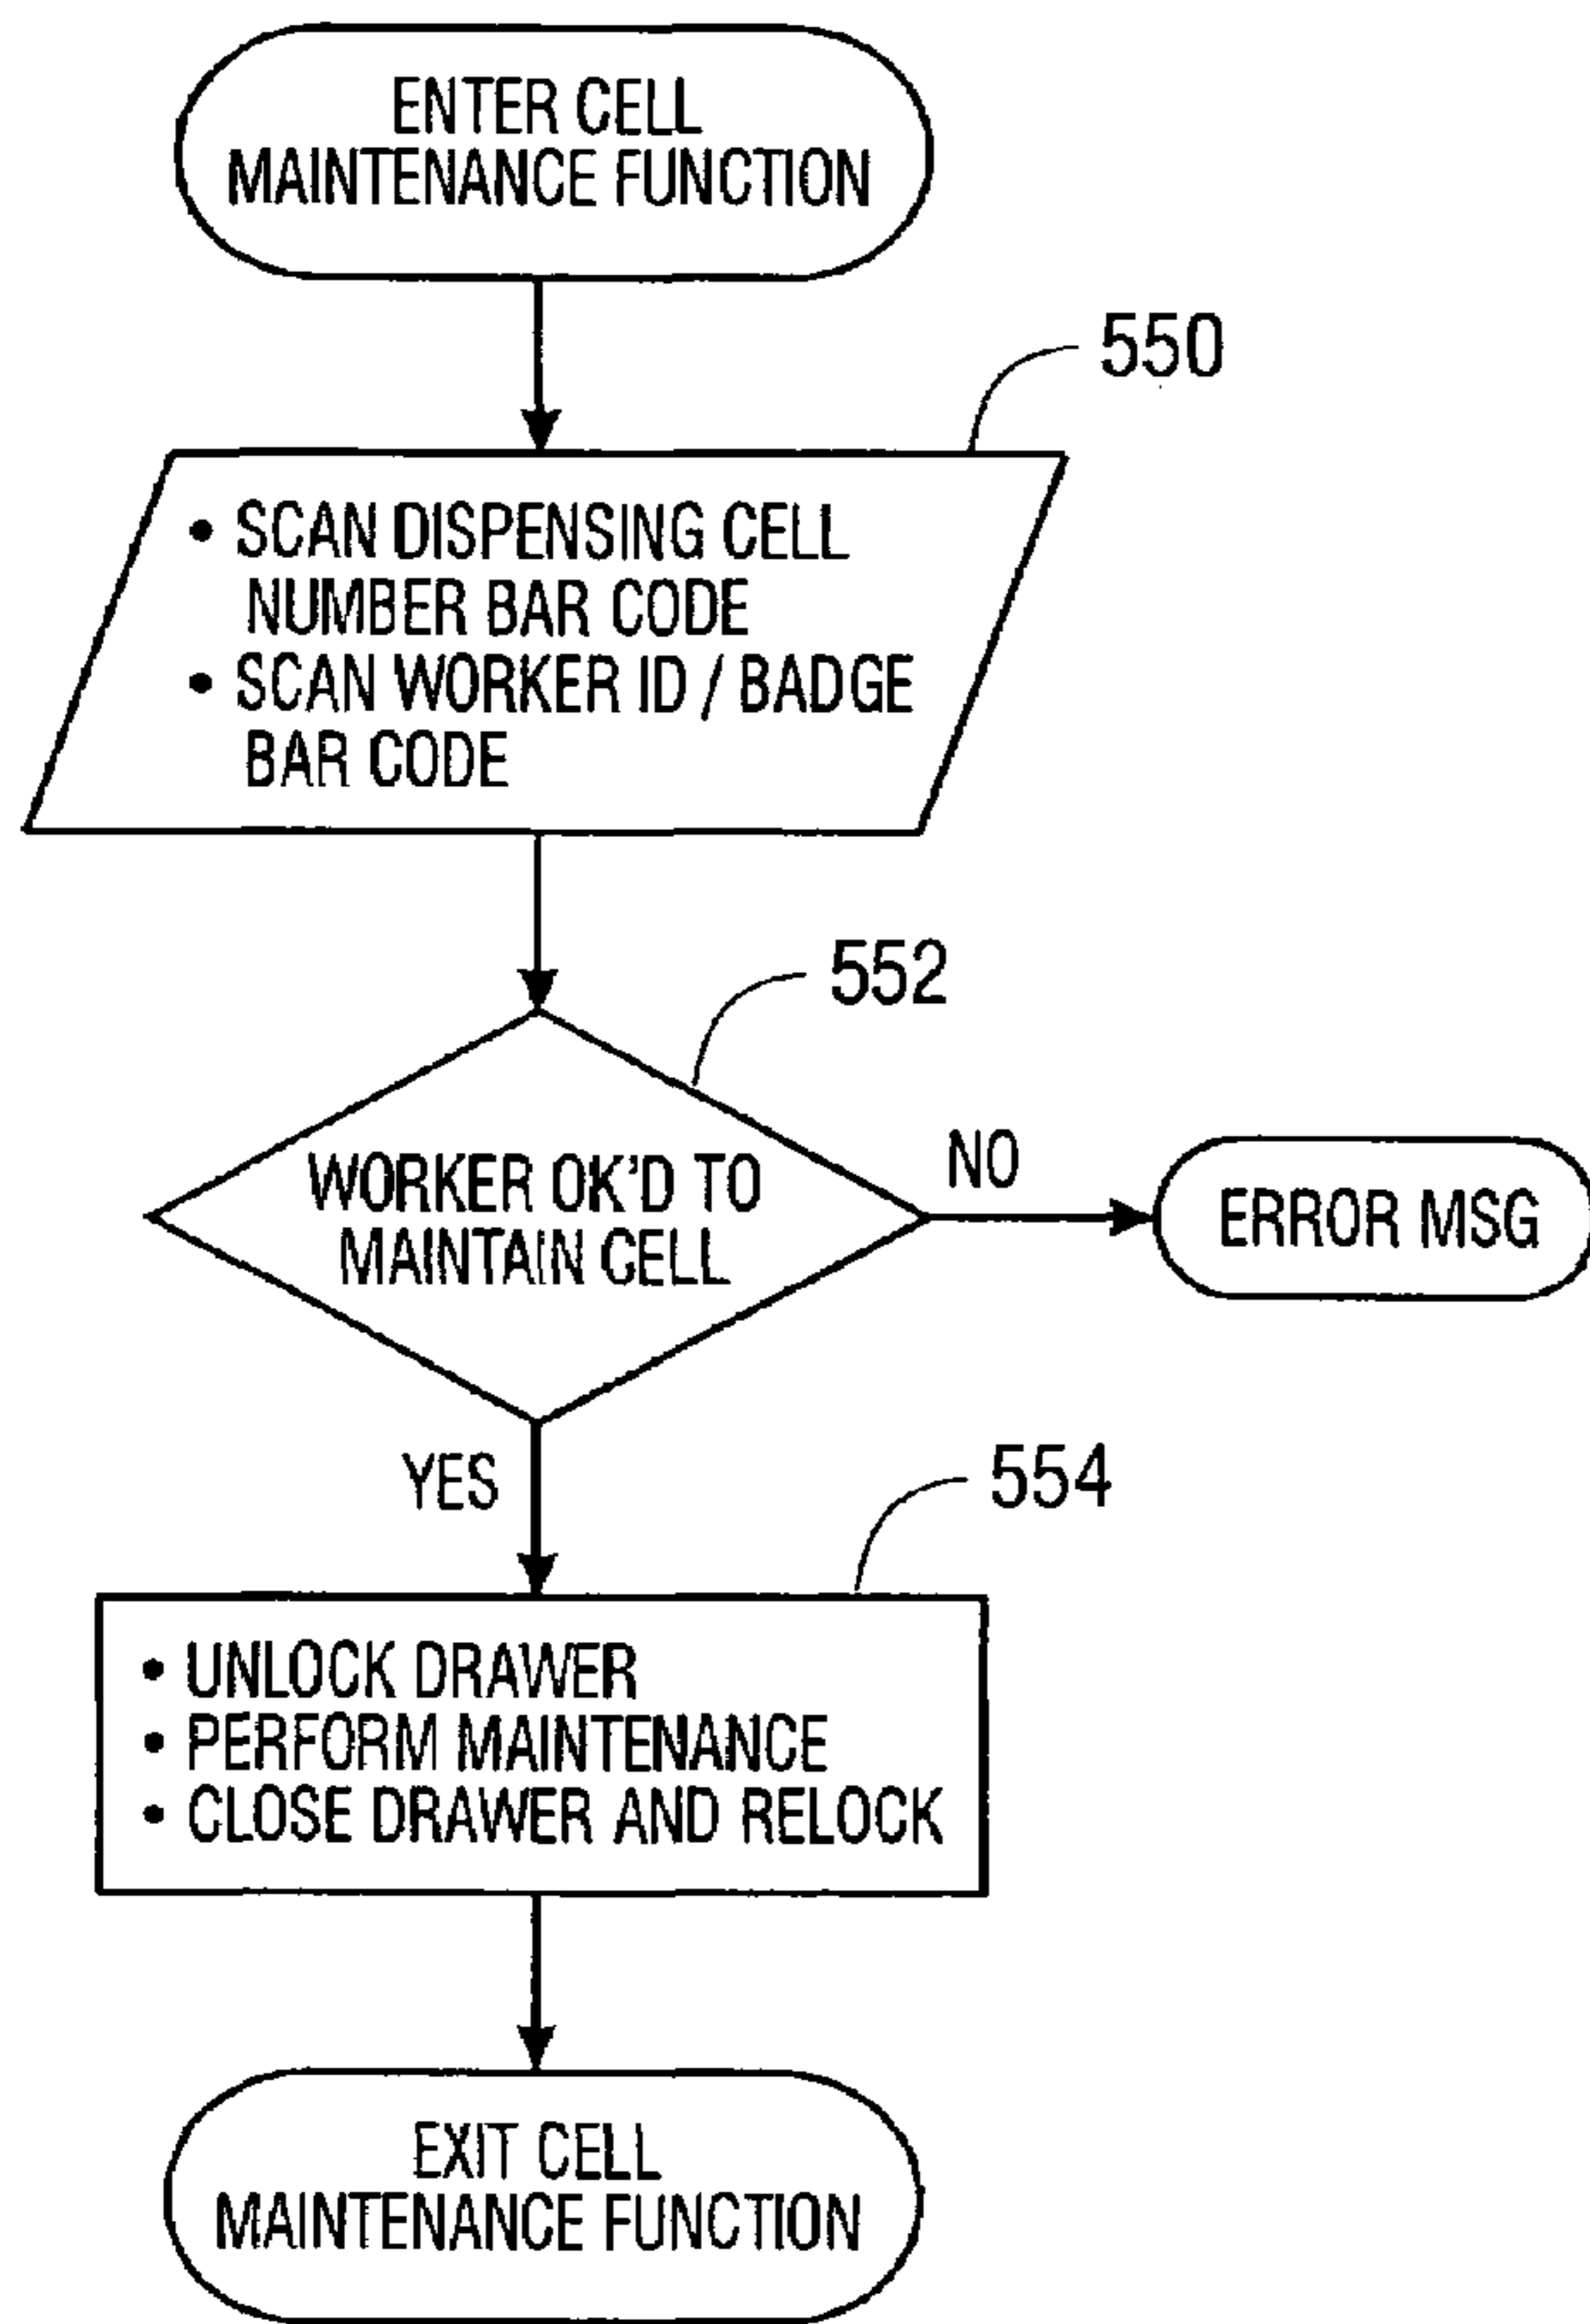 ENTER CELL
MAINTENANCE FUNCTION
550
• SCAN DISPENSING CELL
NUMBER BAR CODE
• SCAN WORKER ID / BADGE
BAR CODE
552
WORKER OK'D TO
MAINTAIN CELL
NO
ERROR MSG
YES
554
• UNLOCK DRAWER
• PERFORM MAINTENANCE
• CLOSE DRAWER AND RELOCK
EXIT CELL
MAINTENANCE FUNCTION